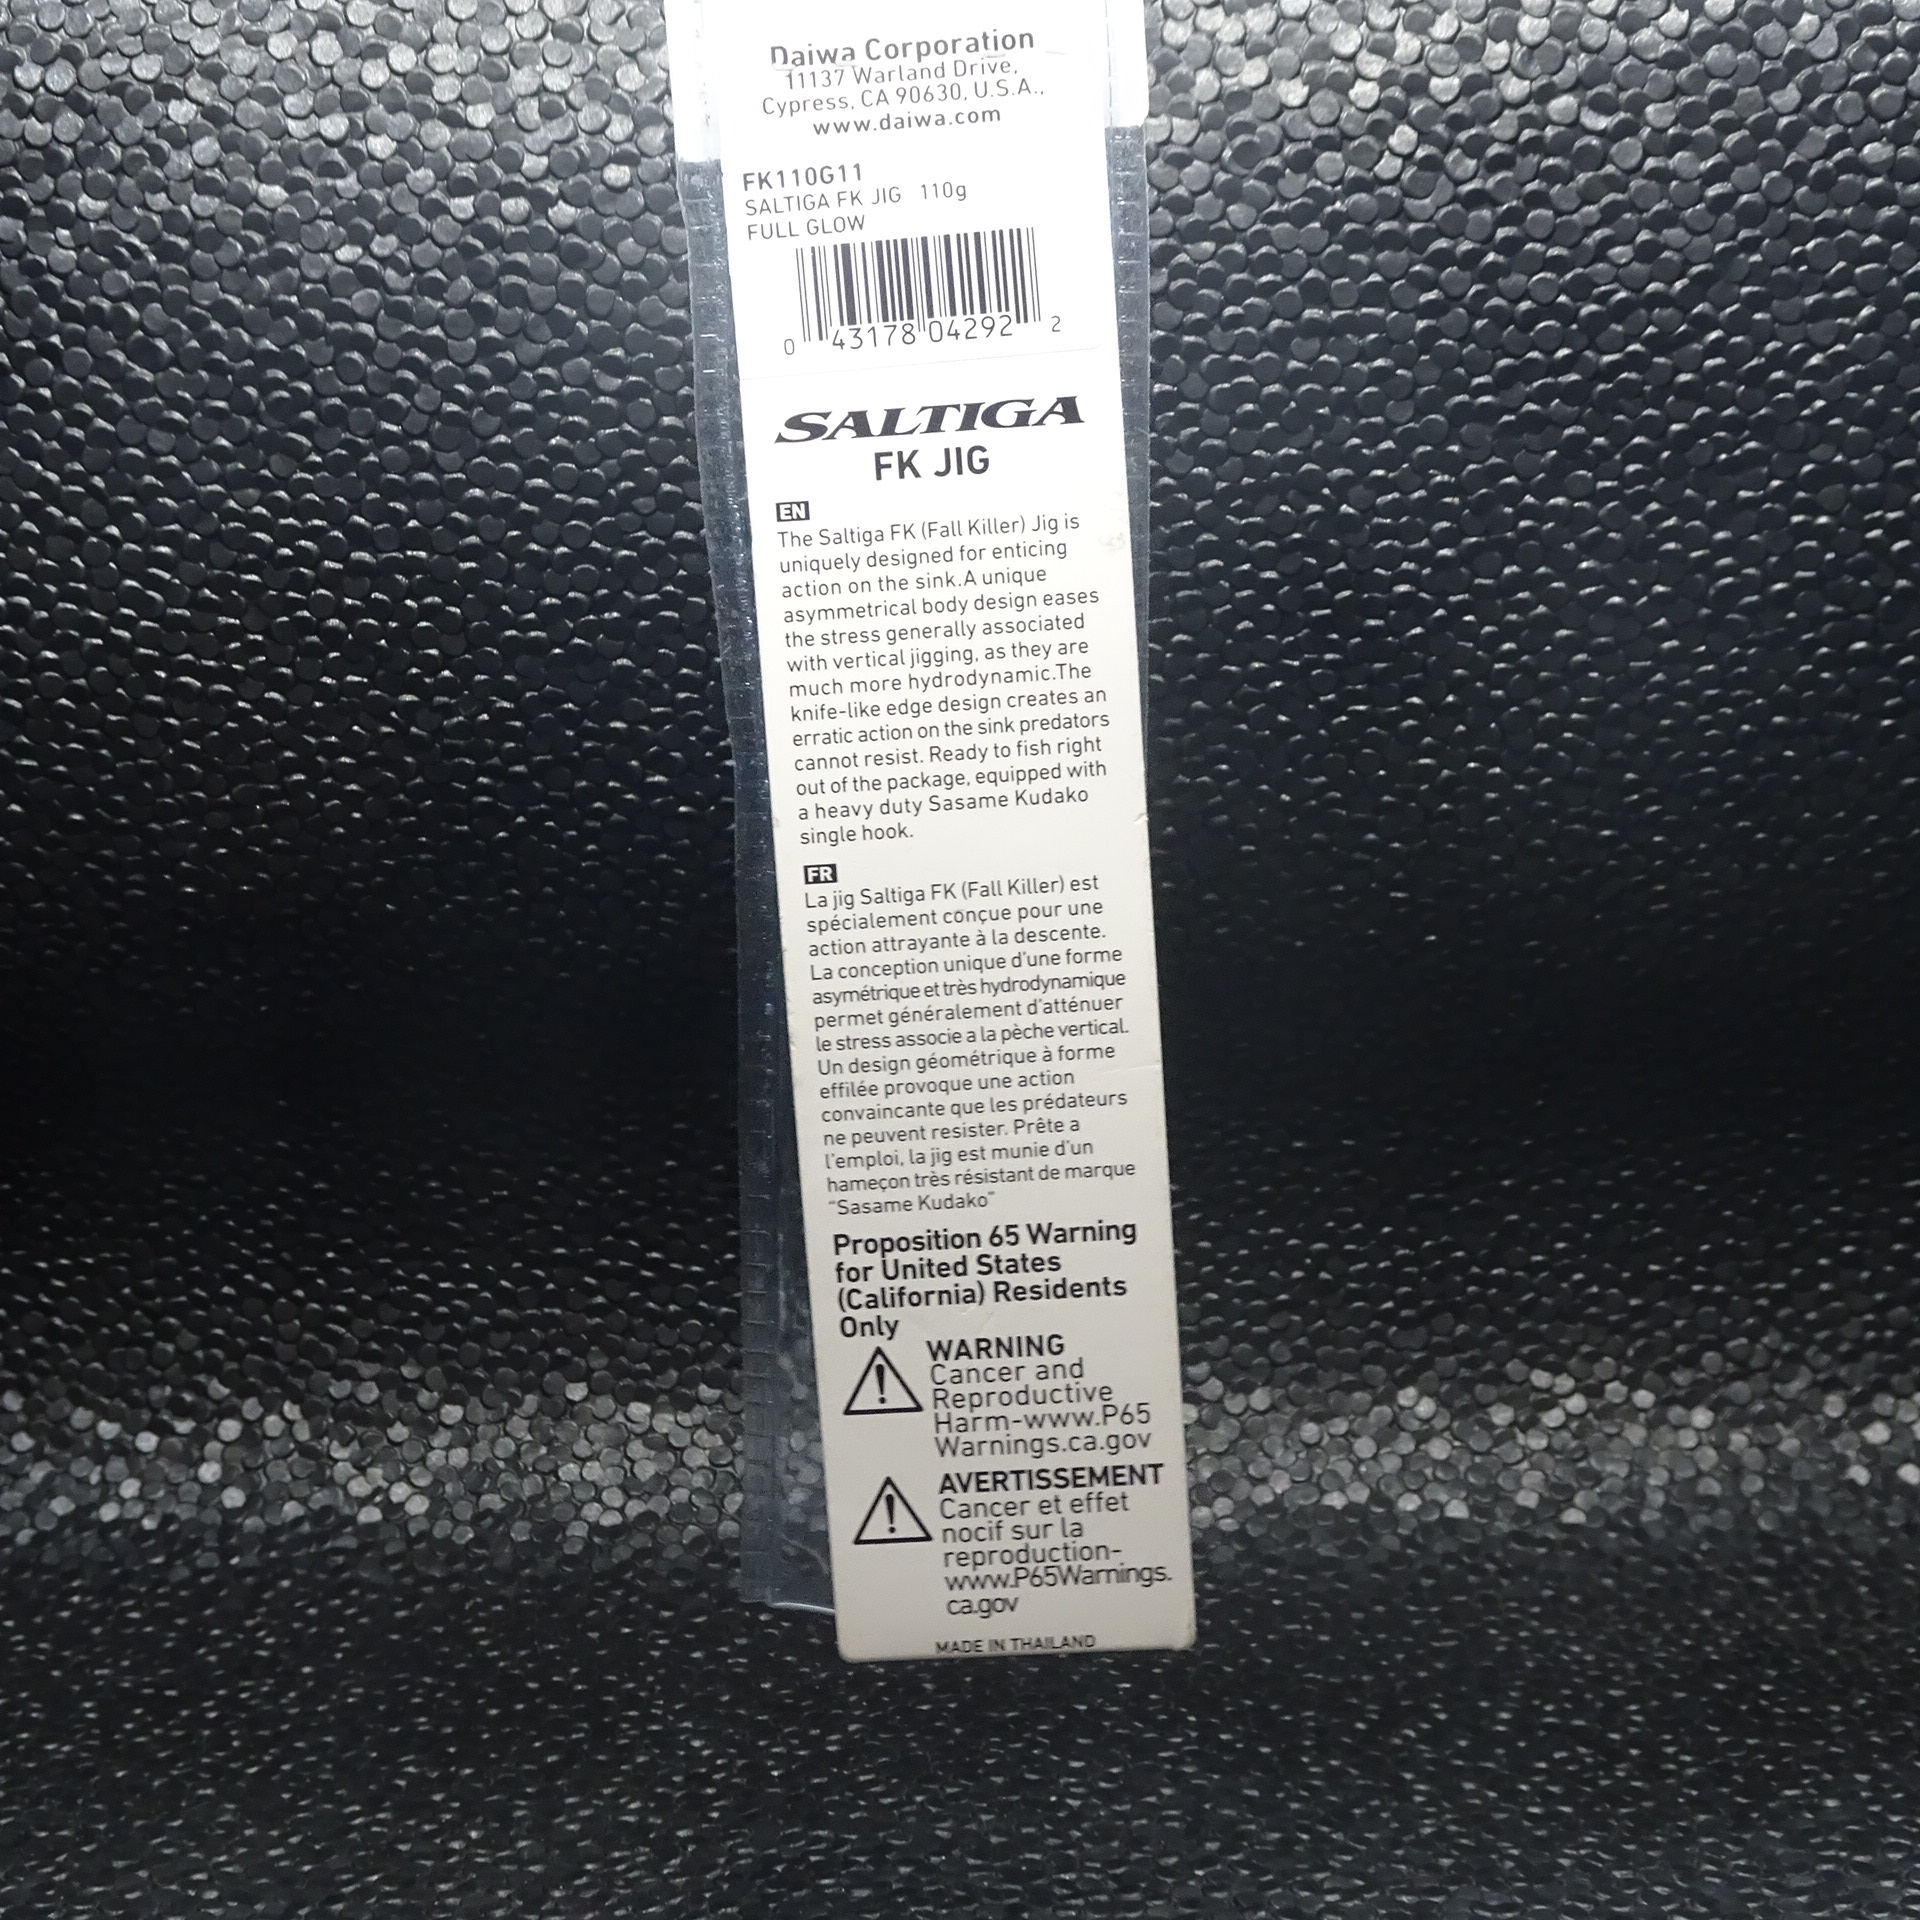 Daiwa Corporation
11137 Warland Drive,
Cypress, CA 90630, U.S.A.,
www.daiwa.com
FK110G11
SALTIGA FK JIG 110g
FULL GLOW
0 43178 04292 2
SALTIGA
FK JIG
EN
The Saltiga FK (Fall Killer) Jig is
uniquely designed for enticing
action on the sink.A unique
asymmetrical body design eases
the stress generally associated
with vertical jigging, as they are
much more hydrodynamic.The
knife-like edge design creates an
erratic action on the sink predators
cannot resist. Ready to fish right
out of the package, equipped with
a heavy duty Sasame Kudako
single hook.
FR
La jig Saltiga FK (Fall Killer) est
spécialement conçue pour une
action attrayante à la descente.
La conception unique d'une forme
asymétrique et très hydrodynamique
permet généralement d'atténuer
le stress associe a la pèche vertical.
Un design géométrique à forme
effilée provoque une action
convaincante que les prédateurs
ne peuvent resister. Prête a
l'emploi, la jig est munie d'un
hameçon très résistant de marque
"Sasame Kudako"
Proposition 65 Warning
for United States
(California) Residents
Only
WARNING
Cancer and
Reproductive
Harm-www.P65
Warnings.ca.gov
AVERTISSEMENT
Cancer et effet
nocif sur la
reproduction-
www.P65Warnings.
ca.gov
MADE IN THAILAND